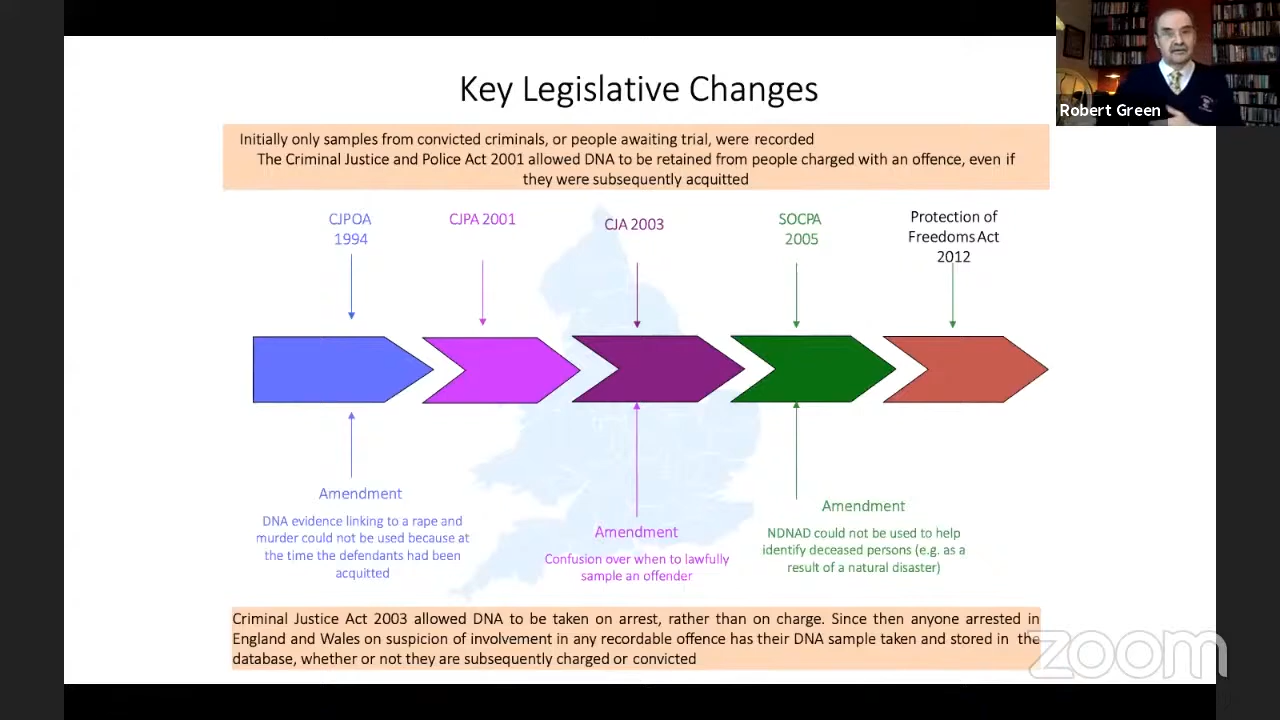 Key Legislative Changes
Robert Green
Initially only samples from convicted criminals, or people awaiting trial, were recorded
The Criminal Justice and Police Act 2001 allowed DNA to be retained from people charged with an offence, even if
they were subsequently acquitted
CJPOA
1994
CJPA 2001
CJA 2003
SOCPA
2005
Protection of
Freedoms Act
2012
Amendment
DNA evidence linking to a rape and
murder could not be used because at
the time the defendants had been
acquitted
Amendment
Confusion over when to lawfully
sample an offender
Amendment
NDNAD could not be used to help
identify deceased persons (e.g. as a
result of a natural disaster)
Criminal Justice Act 2003 allowed DNA to be taken on arrest, rather than on charge. Since then anyone arrested in
England and Wales on suspicion of involvement in any recordable offence has their DNA sample taken and stored in the
database, whether or not they are subsequently charged or convicted
zoom